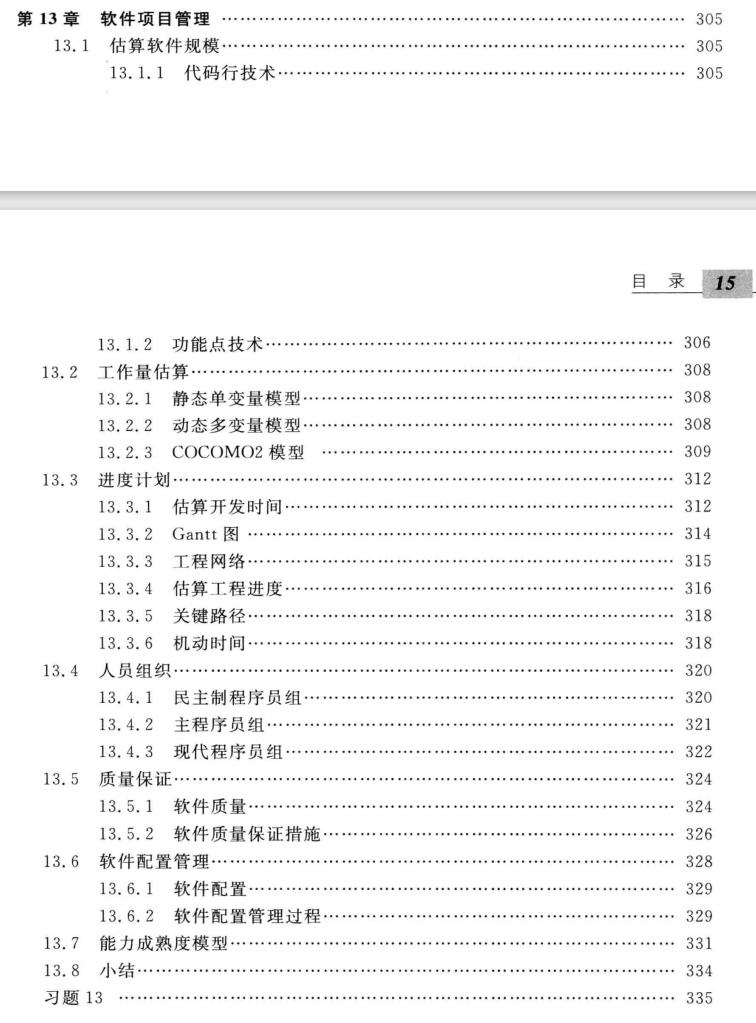 第 13 章 软件项目管理 …………………………………………………… 305
13.1 估算软件规模…………………………………………………… 305
13.1.1 代码行技术………………………………………………… 305
目 录 15
13.1.2 功能点技术………………………………………………… 306
13.2 工作量估算……………………………………………………… 308
13.2.1 静态单变量模型…………………………………………… 308
13.2.2 动态多变量模型…………………………………………… 308
13.2.3 COCOMO2 模型 ………………………………………… 309
13.3 进度计划………………………………………………………… 312
13.3.1 估算开发时间……………………………………………… 312
13.3.2 Gantt 图 …………………………………………………… 314
13.3.3 工程网络…………………………………………………… 315
13.3.4 估算工程进度……………………………………………… 316
13.3.5 关键路径…………………………………………………… 318
13.3.6 机动时间…………………………………………………… 318
13.4 人员组织………………………………………………………… 320
13.4.1 民主制程序员组…………………………………………… 320
13.4.2 主程序员组………………………………………………… 321
13.4.3 现代程序员组……………………………………………… 322
13.5 质量保证………………………………………………………… 324
13.5.1 软件质量…………………………………………………… 324
13.5.2 软件质量保证措施………………………………………… 326
13.6 软件配置管理…………………………………………………… 328
13.6.1 软件配置…………………………………………………… 329
13.6.2 软件配置管理过程………………………………………… 329
13.7 能力成熟度模型………………………………………………… 331
13.8 小结……………………………………………………………… 334
习题 13 ……………………………………………………………… 335